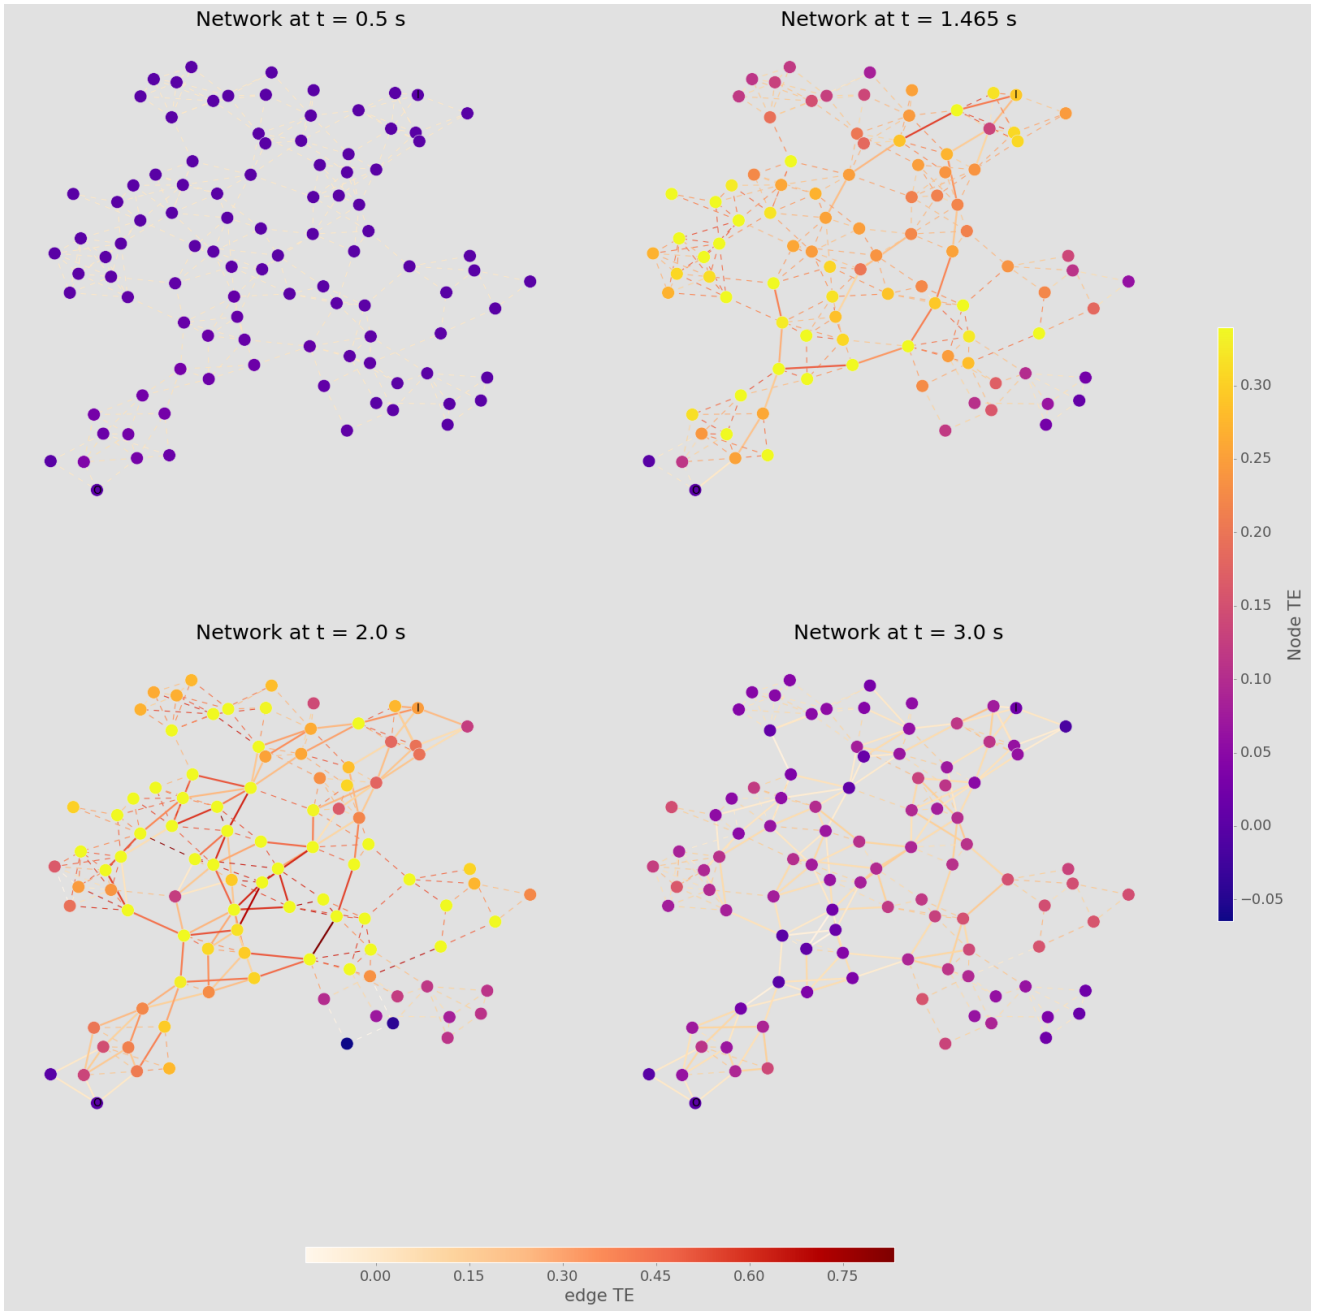 Network at t = 0.5 s
Network at t = 1.465 s
I
I
O
O
0.30
0.25
0.20
0.15
0.10
0.05
0.00
−0.05
Node TE
Network at t = 2.0 s
Network at t = 3.0 s
I
I
O
O
0.00 0.15 0.30 0.45 0.60 0.75
edge TE